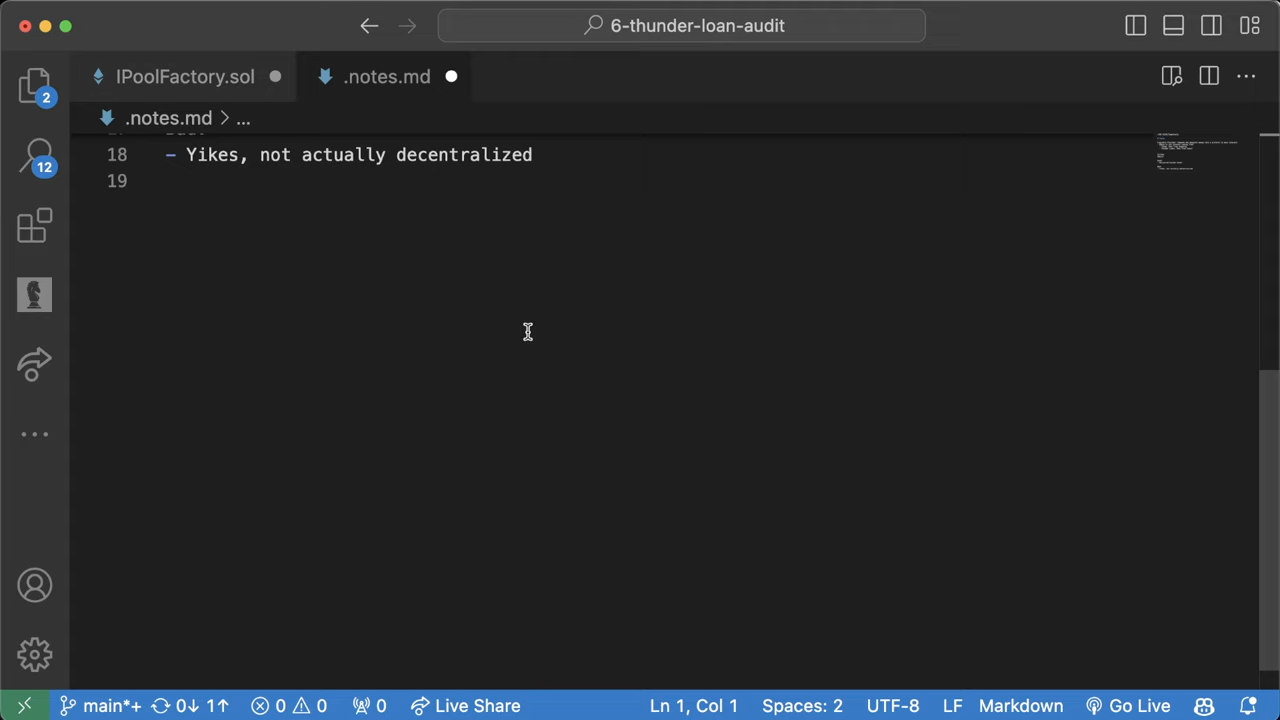 6-thunder-loan-audit
IPoolFactory.sol
.notes.md
.notes.md > ...
18 - Yikes, not actually decentralized
19
2
12
main*+ 0↓ 1↑ 0 0 0 Live Share Ln 1, Col 1 Spaces: 2 UTF-8 LF Markdown Go Live